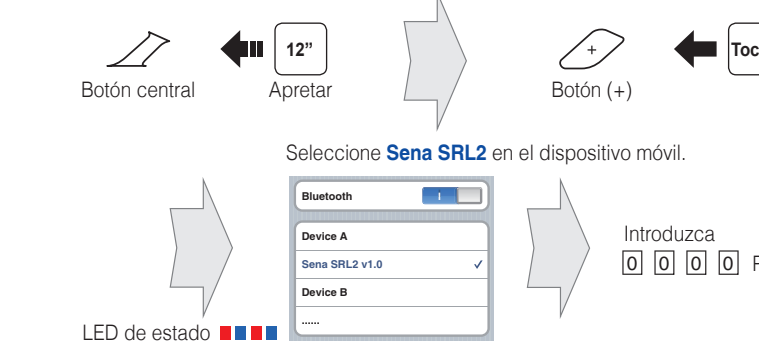 12”
+
Botón central
Apretar
Botón (+)
Seleccione Sena SRL2 en el dispositivo móvil.
Bluetooth
I
Device A
Sena SRL2 v1.0 ✓
Device B
......
Introduzca
0 0 0 0
LED de estado